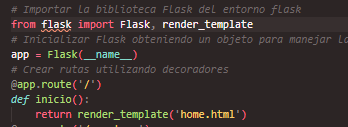 # Importar la biblioteca Flask del entorno flask
from flask import Flask, render_template
# Inicializar Flask obteniendo un objeto para manejar la
app = Flask(__name__)
# Crear rutas utilizando decoradores
@app.route('/')
def inicio():
    return render_template('home.html')